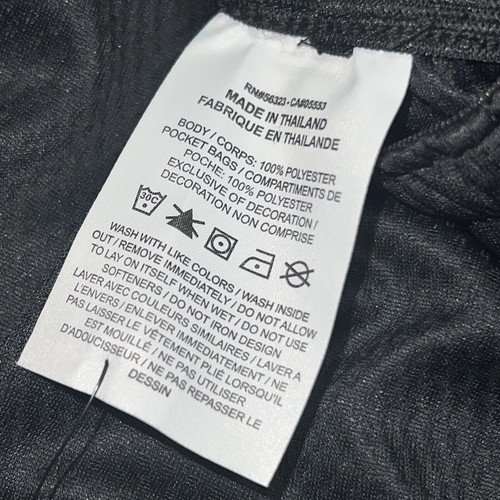 RN#56323 - CA#05553
MADE IN THAILAND
FABRIQUE EN THAILANDE
BODY / CORPS: 100% POLYESTER
POCKET BAGS / COMPARTIMENTS DE
POCHE: 100% POLYESTER
EXCLUSIVE OF DECORATION /
DECORATION NON COMPRISE
30C
WASH WITH LIKE COLORS / WASH INSIDE
OUT / REMOVE IMMEDIATELY / DO NOT ALLOW
TO LAY ON ITSELF WHEN WET / DO NOT USE
SOFTENERS / DO NOT IRON DESIGN
LAVER AVEC COULEURS SIMILAIRES / LAVER A
L'ENVERS / ENLEVER IMMEDIATEMENT / NE
PAS LAISSER LE VÊTEMENT PLIÉ LORSQU'IL
EST MOUILLÉ / NE PAS UTILISER
D'ADOUCISSEUR / NE PAS REPASSER LE
DESSIN